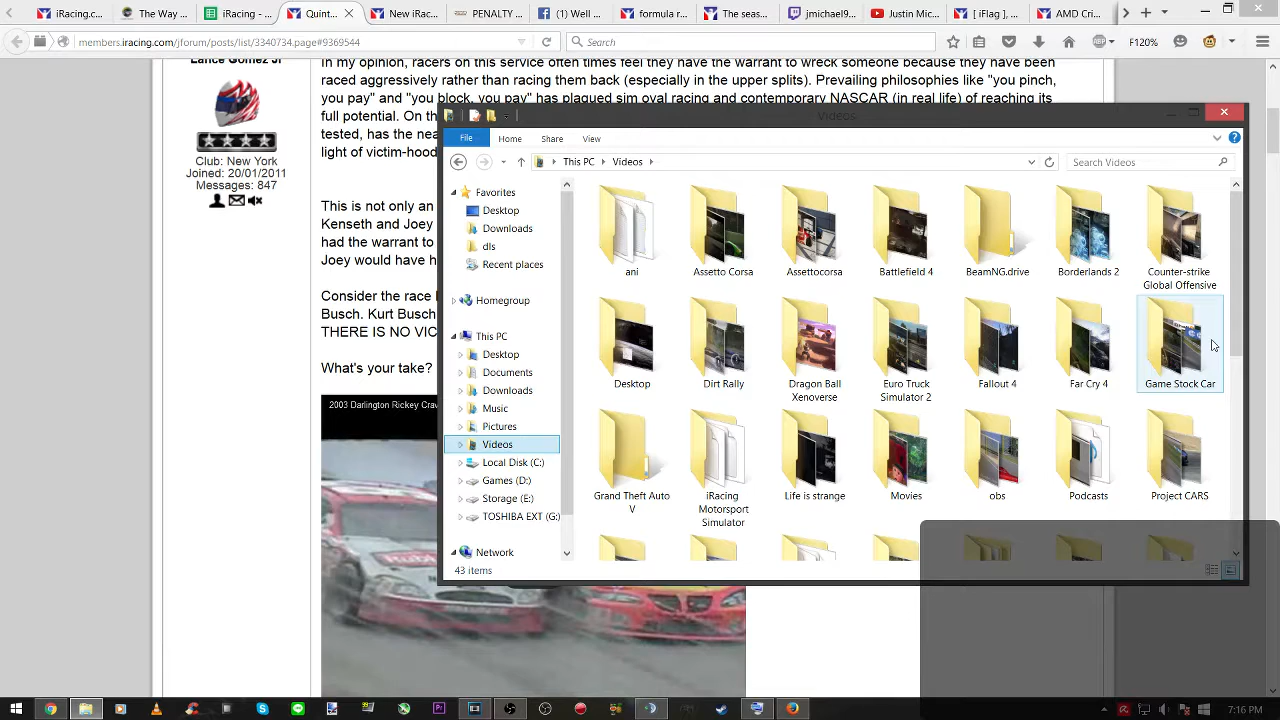 iRacing....
The Way ...
iRacing - ...
Quint...
New iRac...
PENALTY ...
(1) Well ...
formula r...
The seas...
jmichael9...
Justin Mic...
[ iFlag ]...
AMD Cri...
members.iracing.com/jforum/posts/list/3340734.page#9369544
Search
F120%
Lance Gomez Jr
Club: New York
Joined: 20/01/2011
Messages: 847
In my opinion, racers on this service often times feel they have the warrant to wreck someone because they have been
raced aggressively rather than racing them back (especially in the upper splits). Prevailing philosophies like "you pinch,
you pay" and "you block, you pay" has plagued sim oval racing and contemporary NASCAR (in real life) of reaching its
full potential. On th
tested, has the nea
light of victim-hood
This is not only an
Kenseth and Joey
had the warrant to
Joey would have h
Consider the race
Busch. Kurt Busch
THERE IS NO VIC
What's your take?
2003 Darlington Rickey Crav
Videos
File
Home
Share
View
This PC
Videos
Search Videos
Favorites
Desktop
Downloads
dls
Recent places
Homegroup
This PC
Desktop
Documents
Downloads
Music
Pictures
Videos
Local Disk (C:)
Games (D:)
Storage (E:)
TOSHIBA EXT (G:)
Network
ani
Assetto Corsa
Assettocorsa
Battlefield 4
BeamNG.drive
Borderlands 2
Counter-strike
Global Offensive
Desktop
Dirt Rally
Dragon Ball
Xenoverse
Euro Truck
Simulator 2
Fallout 4
Far Cry 4
Game Stock Car
Grand Theft Auto
V
iRacing
Motorsport
Simulator
Life is strange
Movies
obs
Podcasts
Project CARS
43 items
7:16 PM